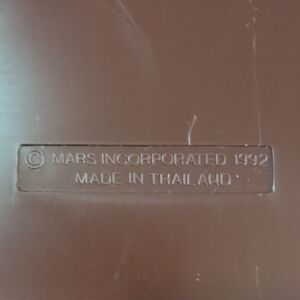 © MARS INCORPORATED 1992
MADE IN THAILAND